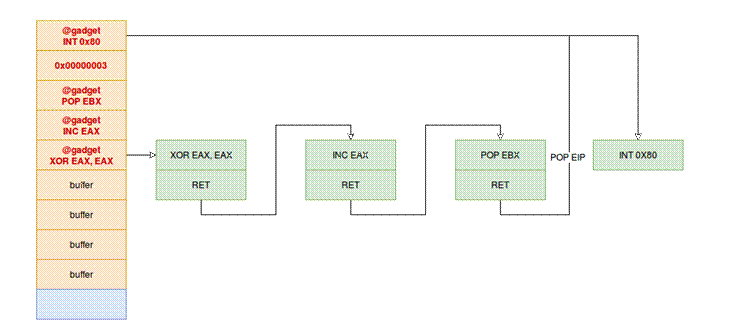 @gadget
INT 0x80
0x00000003
@gadget
POP EBX
@gadget
INC EAX
@gadget
XOR EAX, EAX
buffer
buffer
buffer
buffer
XOR EAX, EAX
RET
INC EAX
RET
POP EBX
RET
POP EIP
INT 0X80